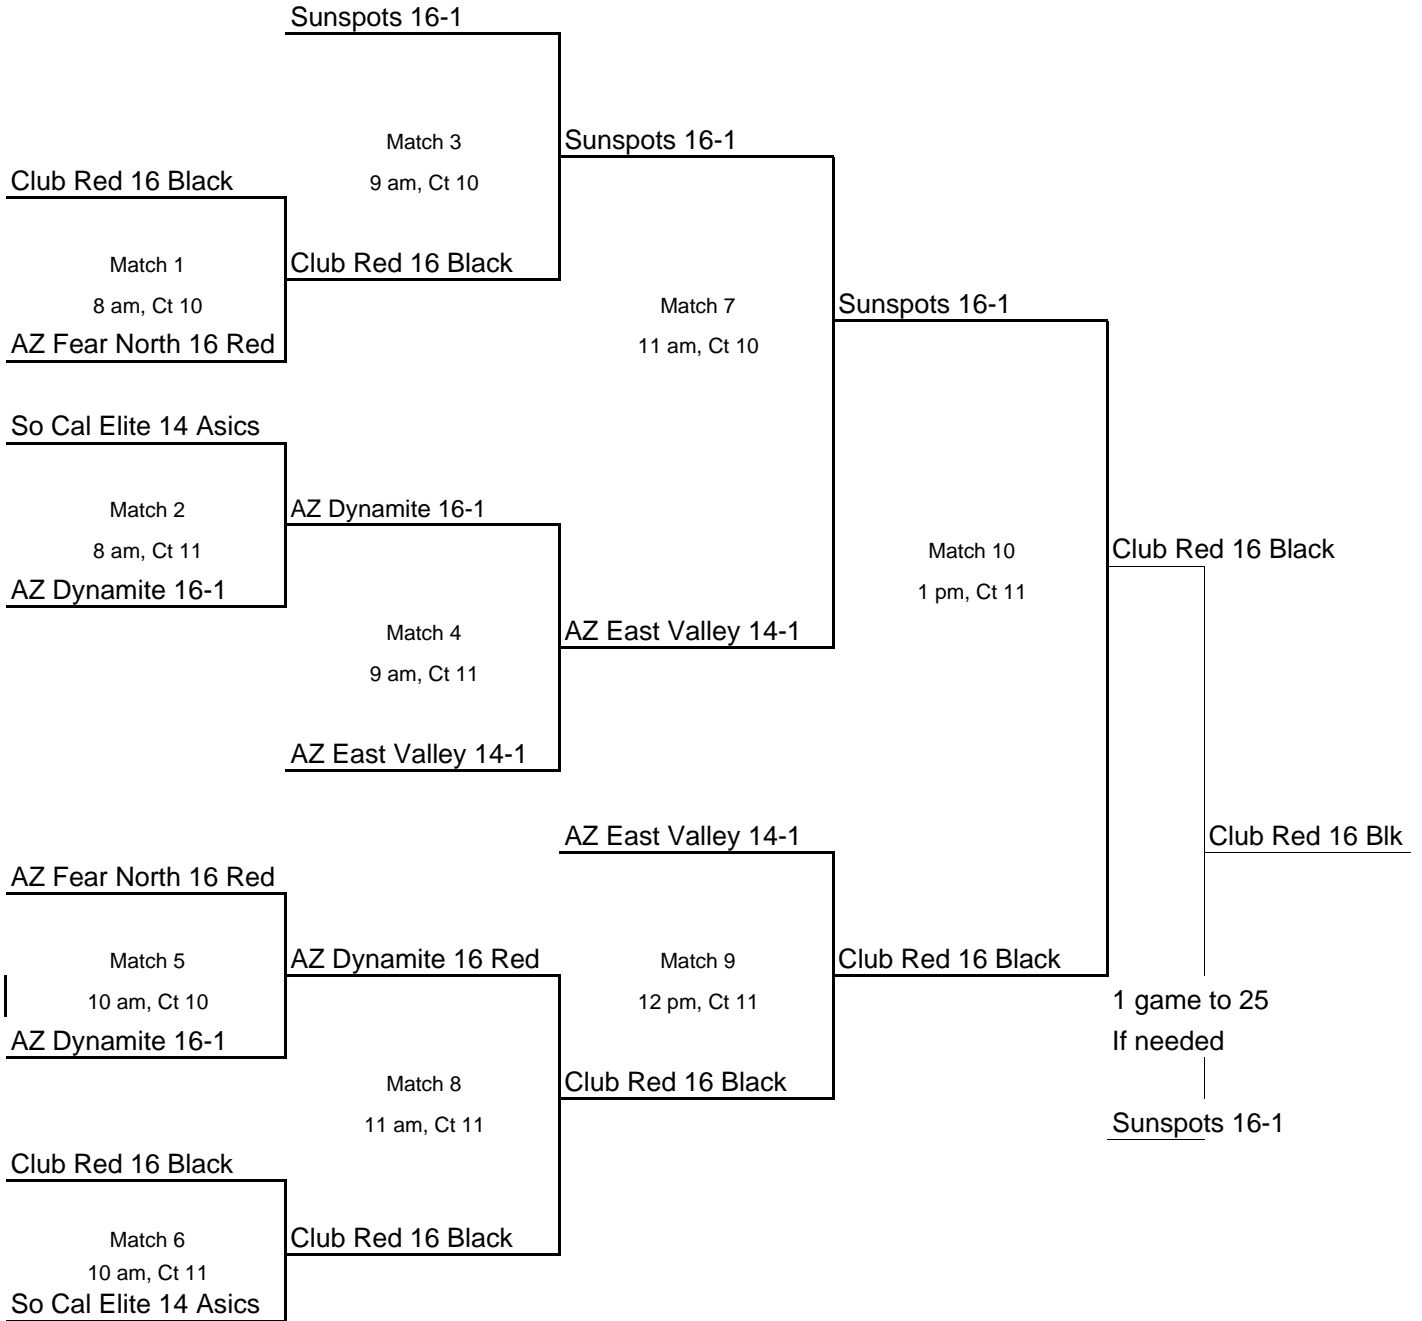 Sunspots 16-1
Match 3
Sunspots 16-1
Club Red 16 Black
9 am, Ct 10
Match 1
Club Red 16 Black
8 am, Ct 10
Match 7
Sunspots 16-1
AZ Fear North 16 Red
11 am, Ct 10
So Cal Elite 14 Asics
Match 2
AZ Dynamite 16-1
8 am, Ct 11
Match 10
Club Red 16 Black
AZ Dynamite 16-1
1 pm, Ct 11
Match 4
AZ East Valley 14-1
9 am, Ct 11
AZ East Valley 14-1
AZ East Valley 14-1
Club Red 16 Blk
AZ Fear North 16 Red
Match 5
AZ Dynamite 16 Red
Match 9
Club Red 16 Black
10 am, Ct 10
12 pm, Ct 11
1 game to 25
AZ Dynamite 16-1
If needed
Match 8
Club Red 16 Black
11 am, Ct 11
Sunspots 16-1
Club Red 16 Black
Match 6
Club Red 16 Black
10 am, Ct 11
So Cal Elite 14 Asics